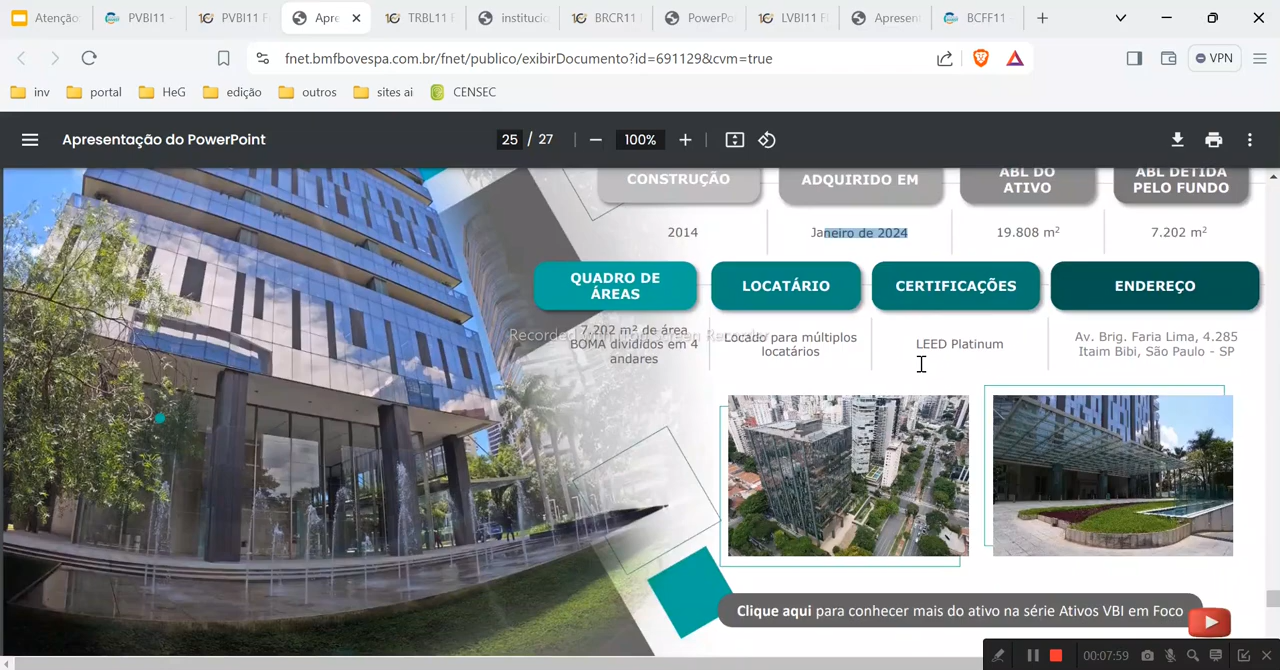 Atenção
PVBI11 -
PVBI11 F
Apre
TRBL11 F
institucio
BRCR11
PowerPo
LVBI11 FI
Apresent
BCFF11 -
fnet.bmfbovespa.com.br/fnet/publico/exibirDocumento?id=691129&cvm=true
VPN
inv
portal
HeG
edição
outros
sites ai
CENSEC
Apresentação do PowerPoint
25 / 27
100%
CONSTRUÇÃO
ADQUIRIDO EM
ABL DO
ATIVO
ABL DETIDA
PELO FUNDO
2014
Janeiro de 2024
19.808 m²
7.202 m²
QUADRO DE
ÁREAS
LOCATÁRIO
CERTIFICAÇÕES
ENDEREÇO
7.202 m² de área
BOMA divididos em 4
andares
Locado para múltiplos
locatários
LEED Platinum
Av. Brig. Faria Lima, 4.285
Itaim Bibi, São Paulo - SP
Recorded
Clique aqui para conhecer mais do ativo na série Ativos VBI em Foco
00:07:59